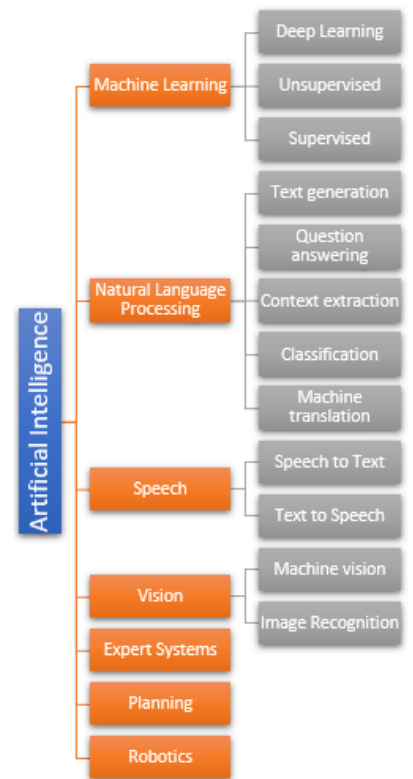 Artificial Intelligence
Machine Learning
Deep Learning
Unsupervised
Supervised
Natural Language
Processing
Text generation
Question
answering
Context extraction
Classification
Machine
translation
Speech
Speech to Text
Text to Speech
Vision
Machine vision
Image Recognition
Expert Systems
Planning
Robotics